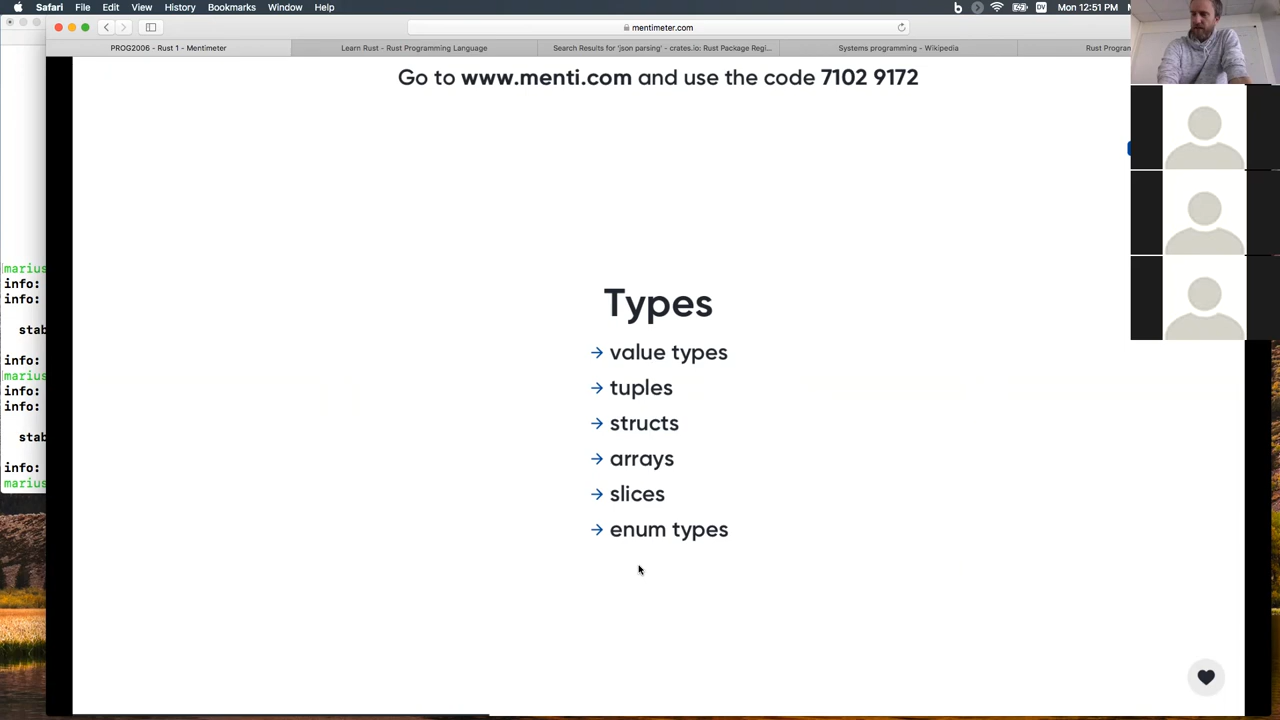 Safari File Edit View History Bookmarks Window Help
DV Mon 12:51 PM
mentimeter.com
PROG2006 - Rust 1 - Mentimeter
Learn Rust - Rust Programming Language
Search Results for 'json parsing' - crates.io: Rust Package Regi...
Systems programming - Wikipedia
Rust Program
Go to www.menti.com and use the code 7102 9172
Types
→ value types
→ tuples
→ structs
→ arrays
→ slices
→ enum types
marius
info:
info:
stab
info:
marius
info:
info:
stab
info:
marius